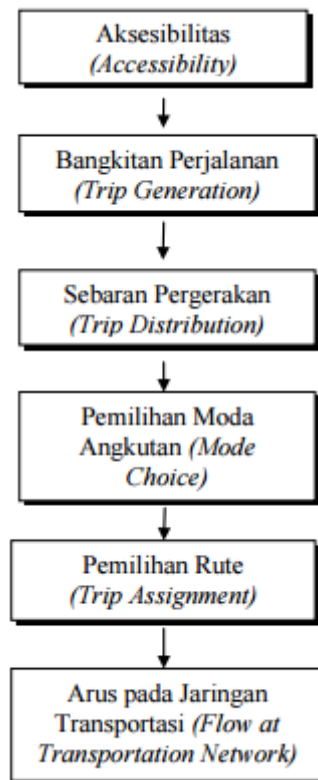 Aksesibilitas
(Accessibility)
Bangkitan Perjalanan
(Trip Generation)
Sebaran Pergerakan
(Trip Distribution)
Pemilihan Moda
Angkutan (Mode
Choice)
Pemilihan Rute
(Trip Assignment)
Arus pada Jaringan
Transportasi (Flow at
Transportation Network)